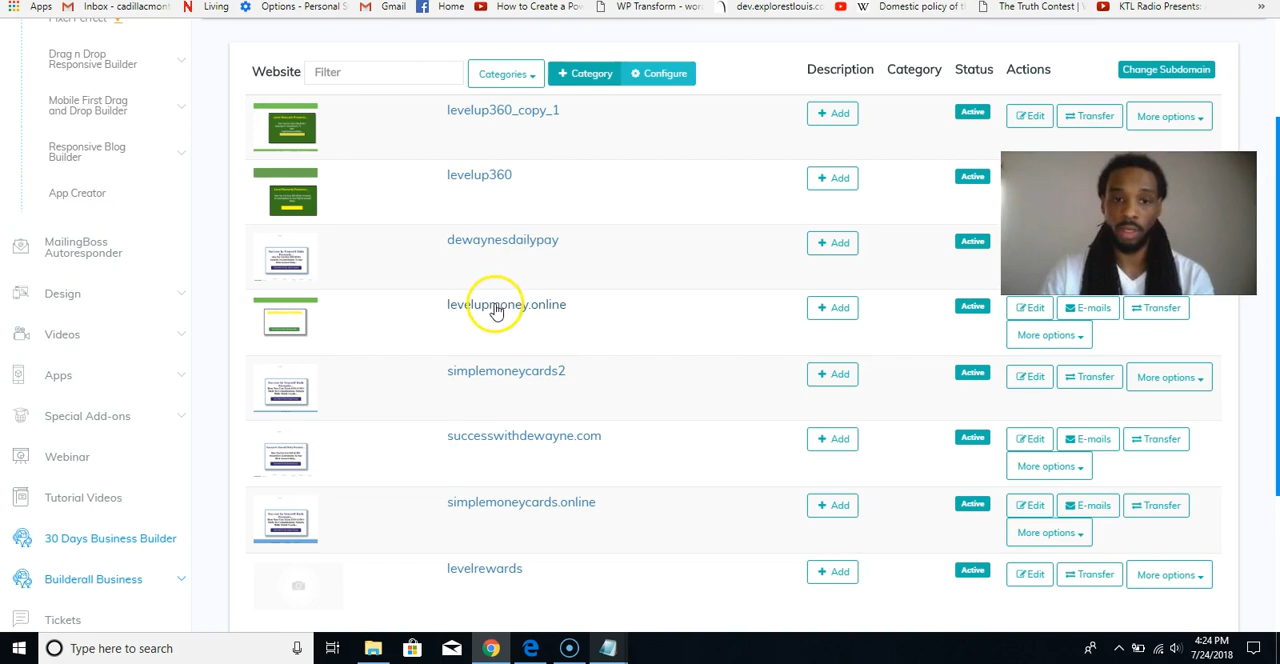 Apps Inbox - cadillacmont Living Options - Personal S Gmail Home How to Create a Pow WP Transform - word dev.explorestlouis.co Domestic policy of t The Truth Contest | V KTL Radio Presents: A »
Pixel Perfect
Drag n Drop
Responsive Builder
Mobile First Drag
and Drop Builder
Responsive Blog
Builder
App Creator
MailingBoss
Autoresponder
Design
Videos
Apps
Special Add-ons
Webinar
Tutorial Videos
30 Days Business Builder
Builderall Business
Tickets
Website Filter Categories + Category Configure Description Category Status Actions Change Subdomain
levelup360_copy_1 + Add Active Edit Transfer More options
levelup360 + Add Active
dewaynesdailypay + Add Active
levelupmoney.online + Add Active Edit E-mails Transfer
More options
simplemoneycards2 + Add Active Edit Transfer More options
successwithdewayne.com + Add Active Edit E-mails Transfer
More options
simplemoneycards.online + Add Active Edit E-mails Transfer
More options
levelrewards + Add Active Edit Transfer More options
Type here to search
4:24 PM
7/24/2018